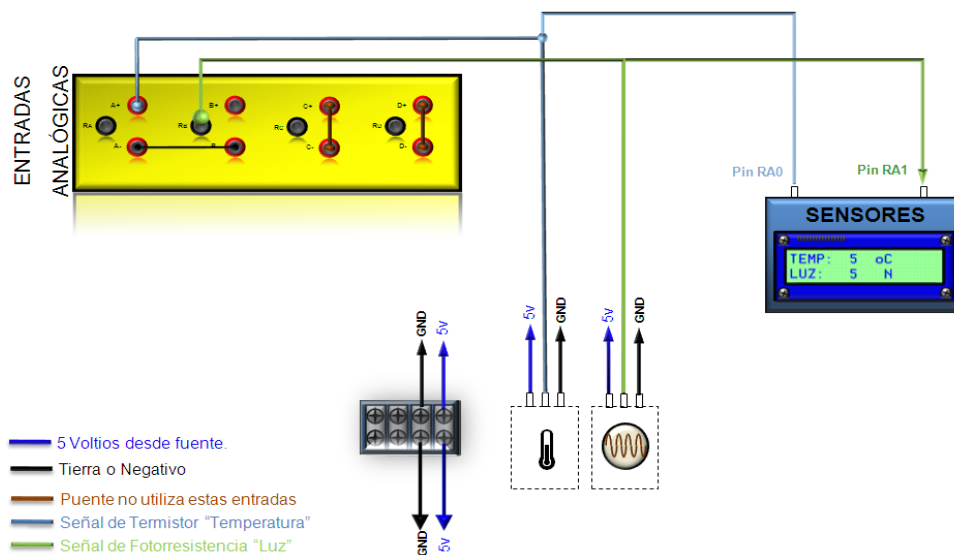 ENTRADAS
ANALÓGICAS
A+
B+
C+
D+
RA
RB
RC
A-
C-
D-
Pin RA0
Pin RA1
SENSORES
TEMP: 5 oC
LUZ: 5 N
GND
5v
5v
GND
5v
GND
GND
5v
5 Voltios desde fuente.
Tierra o Negativo
Puente no utiliza estas entradas
Señal de Termistor “Temperatura”
Señal de Fotorresistencia “Luz”